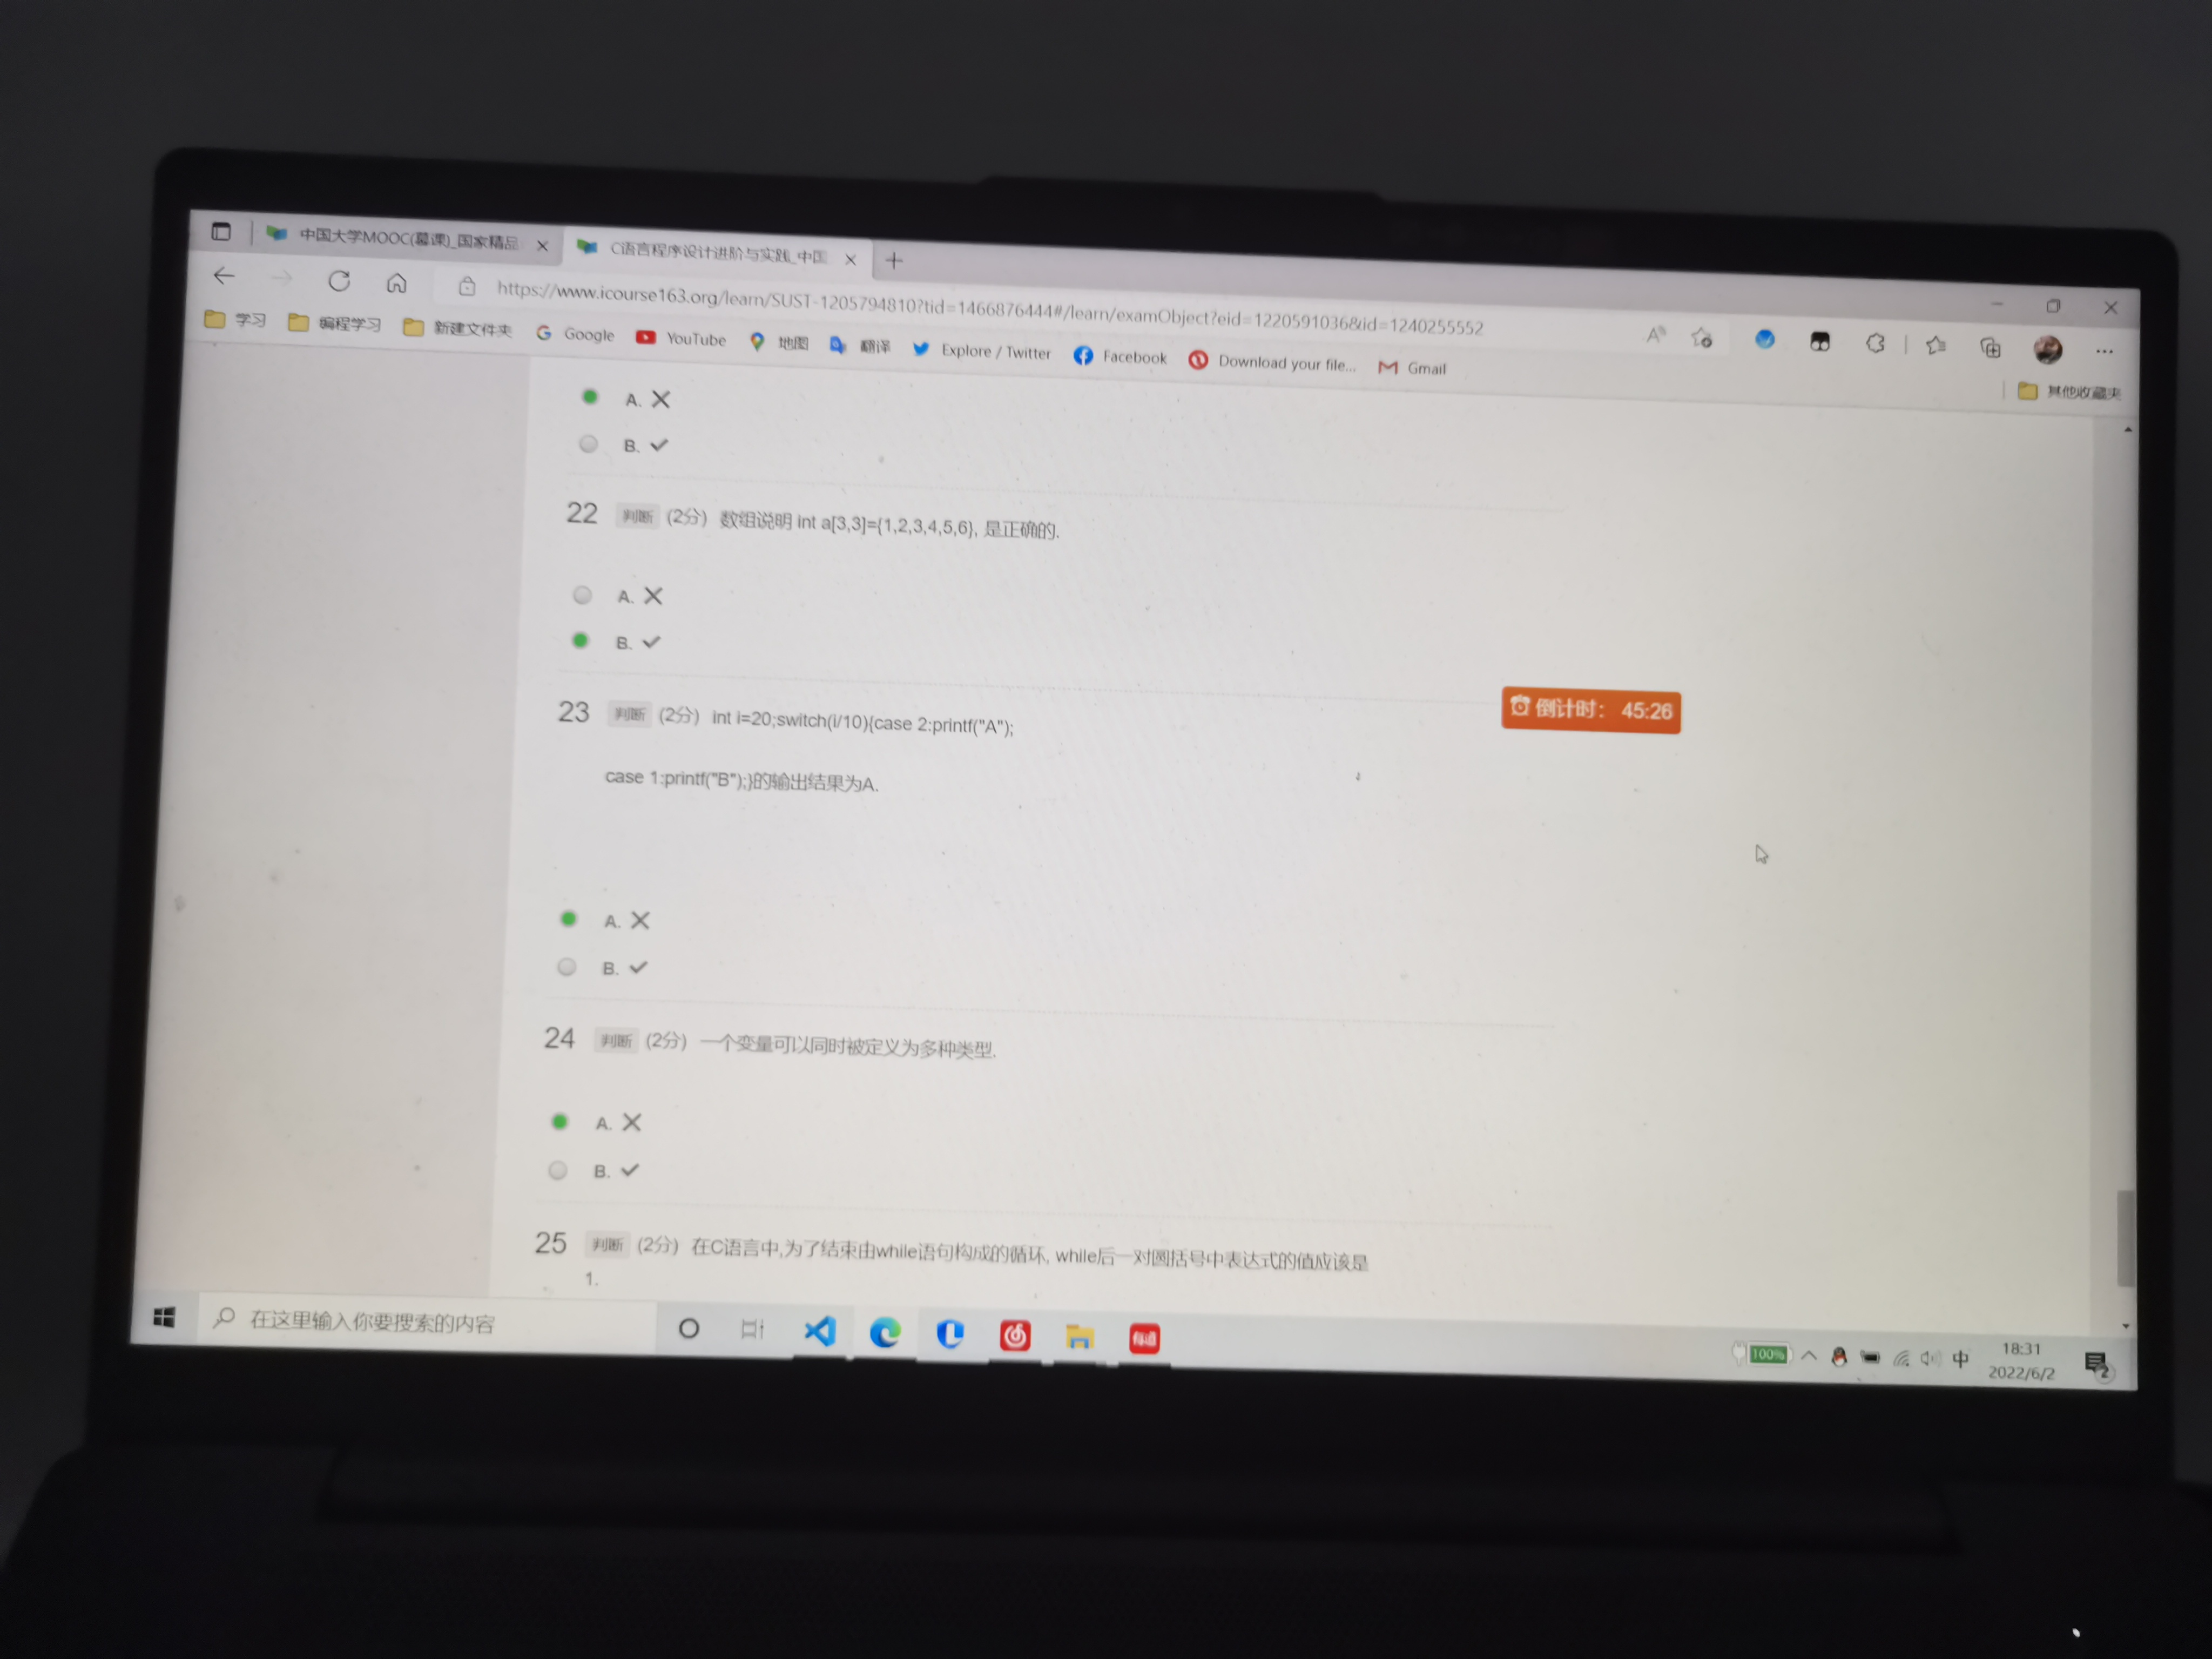 中国大学MOOC(慕课)_国家精品
C语言程序设计进阶与实践_中国
https://www.icourse163.org/learn/SUST-1205794810?tid=1466876444#/learn/examObject?eid=1220591036&id=1240255552
学习 编程学习 新建文件夹 Google YouTube 地图 翻译 Explore / Twitter Facebook Download your file... Gmail
其他收藏夹
A. ✕
B. ✓
22 判断 (2分) 数组说明 int a[3,3]={1,2,3,4,5,6}, 是正确的.
A. ✕
B. ✓
23 判断 (2分) int i=20;switch(i/10){case 2:printf("A");
case 1:printf("B");}的输出结果为A.
倒计时： 45:26
A. ✕
B. ✓
24 判断 (2分) 一个变量可以同时被定义为多种类型.
A. ✕
B. ✓
25 判断 (2分) 在C语言中,为了结束由while语句构成的循环, while后一对圆括号中表达式的值应该是
1.
在这里输入你要搜索的内容
有道
100%
中
18:31
2022/6/2
2